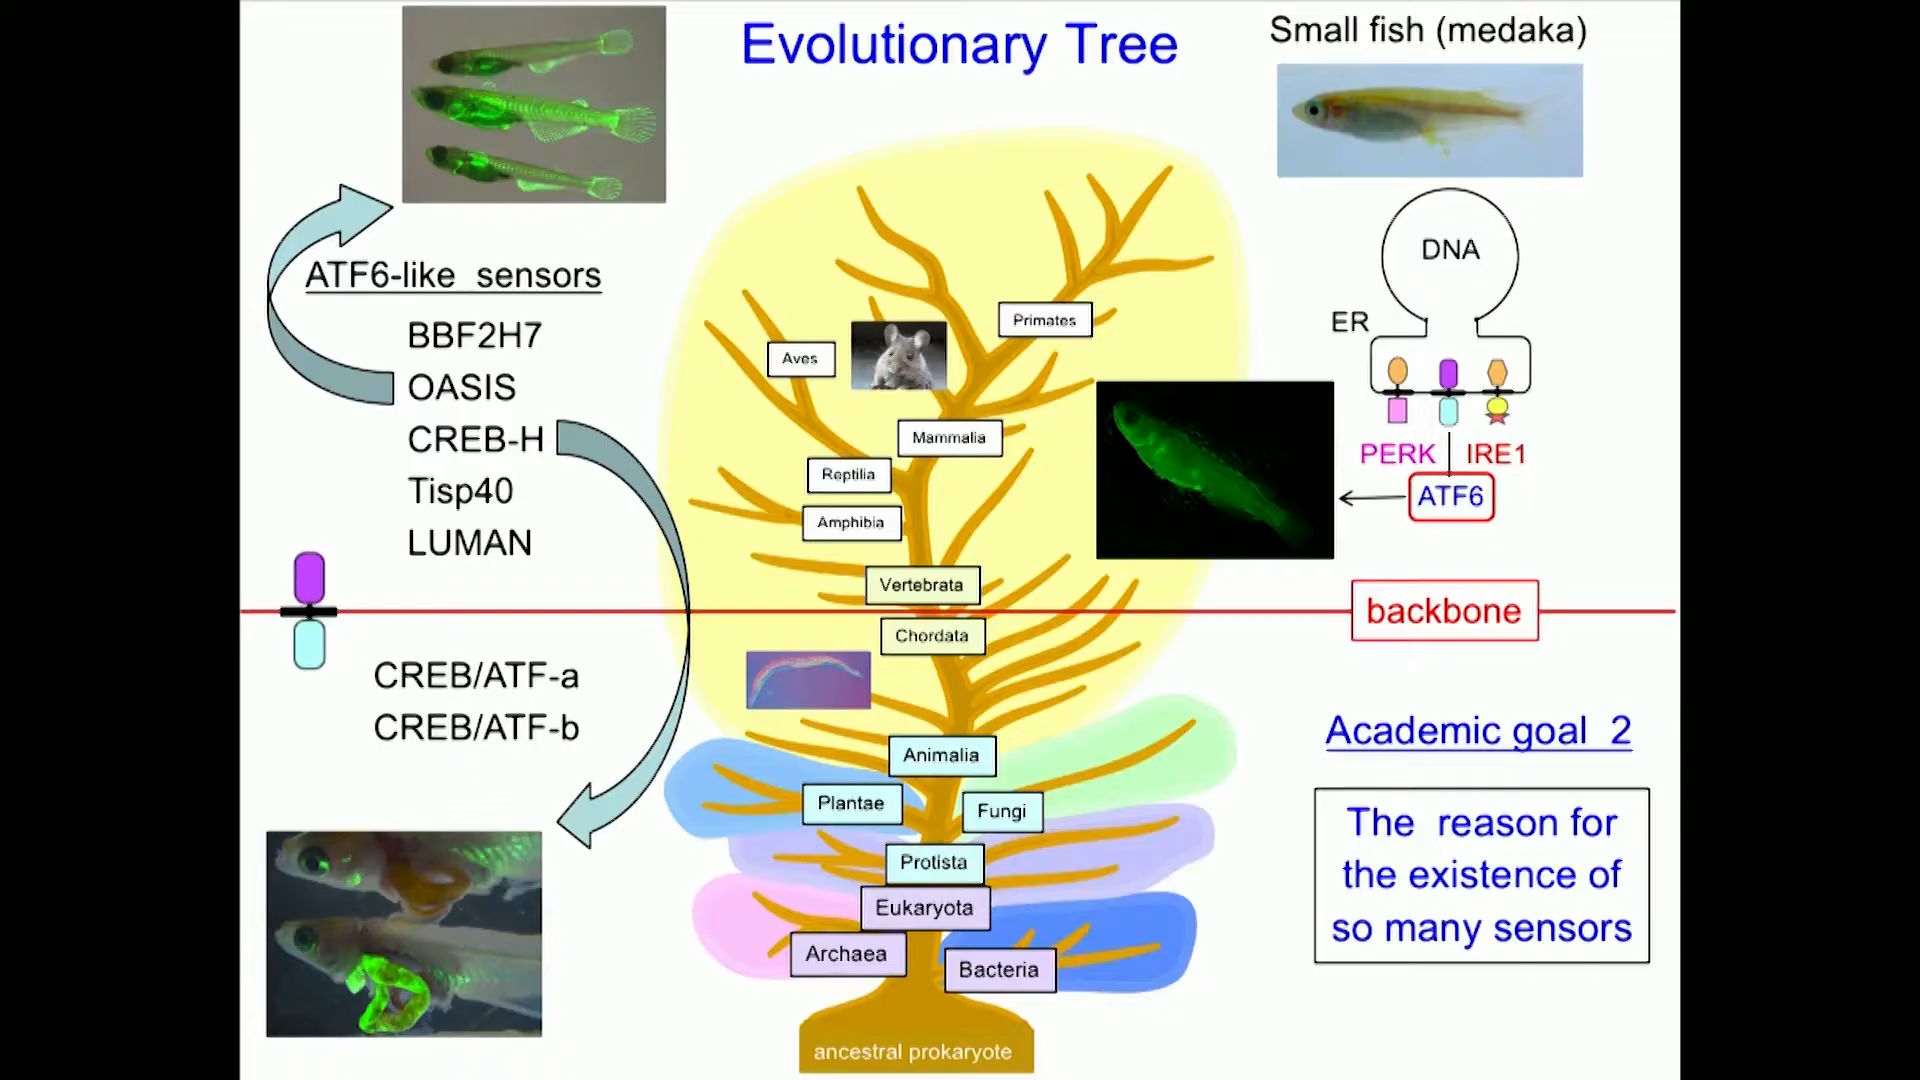 Evolutionary Tree
Small fish (medaka)
ATF6-like sensors
BBF2H7
OASIS
CREB-H
Tisp40
LUMAN
CREB/ATF-a
CREB/ATF-b
Primates
Aves
Mammalia
Reptilia
Amphibia
Vertebrata
Chordata
Animalia
Plantae
Fungi
Protista
Eukaryota
Archaea
Bacteria
ancestral prokaryote
DNA
ER
PERK
IRE1
ATF6
backbone
Academic goal 2
The reason for
the existence of
so many sensors